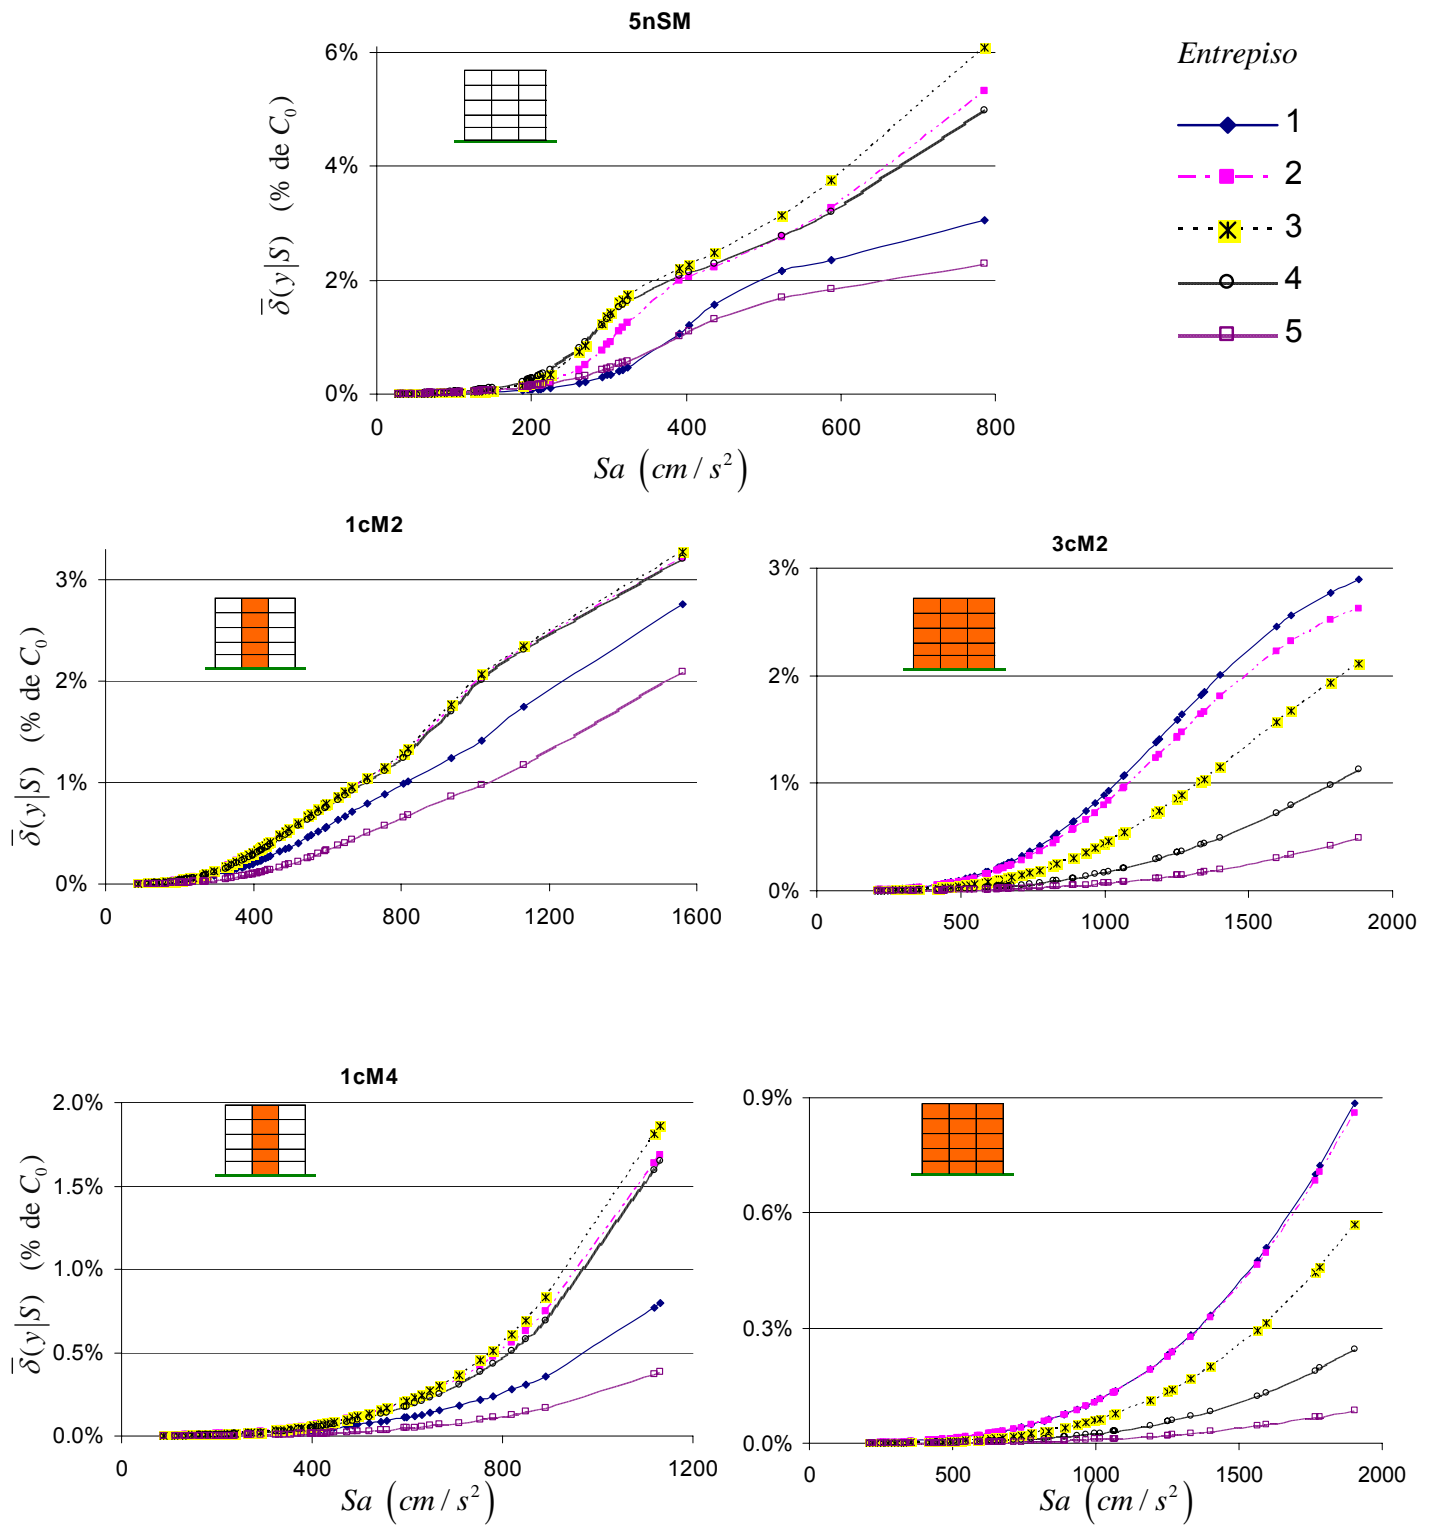 5nSM
Entrepiso
1
2
3
4
5
δ̅(y|S) (% de C₀)
6%
4%
2%
0%
0 200 400 600 800
Sa (cm / s²)
1cM2
δ̅(y|S) (% de C₀)
3%
2%
1%
0%
0 400 800 1200 1600
3cM2
3%
2%
1%
0%
0 500 1000 1500 2000
1cM4
δ̅(y|S) (% de C₀)
2.0%
1.5%
1.0%
0.5%
0.0%
0 400 800 1200
Sa (cm / s²)
0.9%
0.6%
0.3%
0.0%
0 500 1000 1500 2000
Sa (cm / s²)